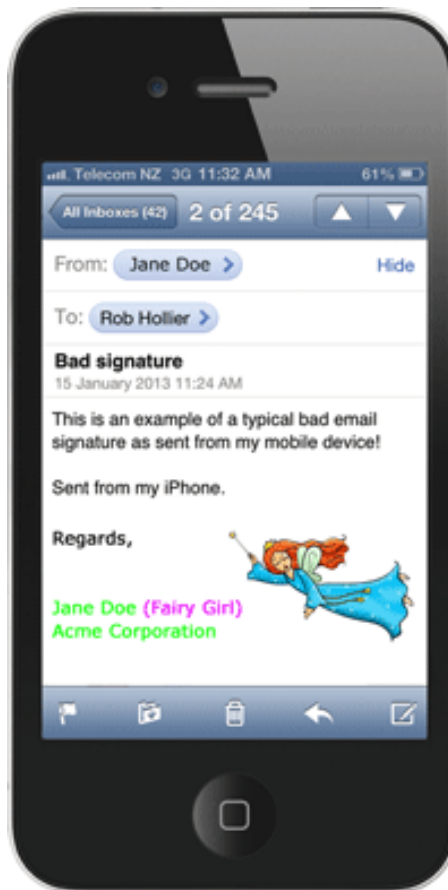 Telecom NZ 3G 11:32 AM 61%
All Inboxes (42) 2 of 245
From: Jane Doe Hide
To: Rob Hollier
Bad signature
15 January 2013 11:24 AM
This is an example of a typical bad email
signature as sent from my mobile device!
Sent from my iPhone.
Regards,
Jane Doe (Fairy Girl)
Acme Corporation